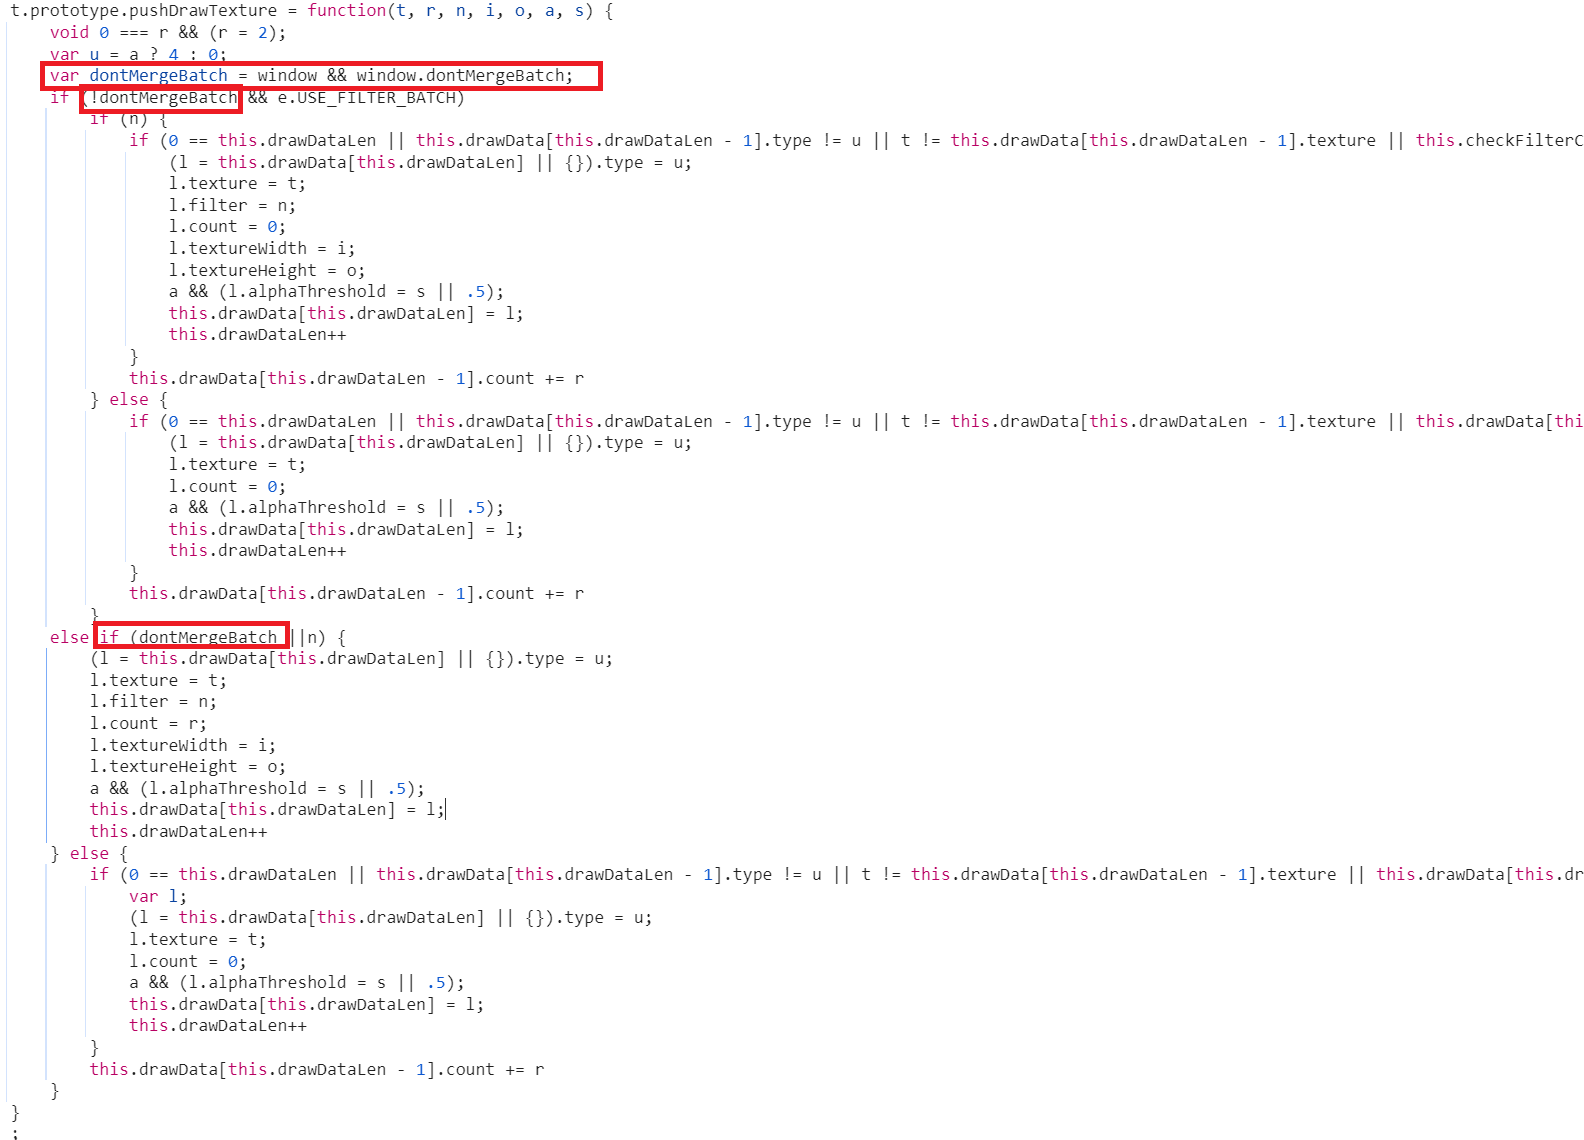 t.prototype.pushDrawTexture = function(t, r, n, i, o, a, s) {
void 0 === r && (r = 2);
var u = a ? 4 : 0;
var dontMergeBatch = window && window.dontMergeBatch;
if (!dontMergeBatch && e.USE_FILTER_BATCH)
if (n) {
if (0 == this.drawDataLen || this.drawData[this.drawDataLen - 1].type != u || t != this.drawData[this.drawDataLen - 1].texture || this.checkFilterC
(l = this.drawData[this.drawDataLen] || {}).type = u;
l.texture = t;
l.filter = n;
l.count = 0;
l.textureWidth = i;
l.textureHeight = o;
a && (l.alphaThreshold = s || .5);
this.drawData[this.drawDataLen] = l;
this.drawDataLen++
}
this.drawData[this.drawDataLen - 1].count += r
} else {
if (0 == this.drawDataLen || this.drawData[this.drawDataLen - 1].type != u || t != this.drawData[this.drawDataLen - 1].texture || this.drawData[thi
(l = this.drawData[this.drawDataLen] || {}).type = u;
l.texture = t;
l.count = 0;
a && (l.alphaThreshold = s || .5);
this.drawData[this.drawDataLen] = l;
this.drawDataLen++
}
this.drawData[this.drawDataLen - 1].count += r
}
else if (dontMergeBatch ||n) {
(l = this.drawData[this.drawDataLen] || {}).type = u;
l.texture = t;
l.filter = n;
l.count = r;
l.textureWidth = i;
l.textureHeight = o;
a && (l.alphaThreshold = s || .5);
this.drawData[this.drawDataLen] = l;
this.drawDataLen++
} else {
if (0 == this.drawDataLen || this.drawData[this.drawDataLen - 1].type != u || t != this.drawData[this.drawDataLen - 1].texture || this.drawData[this.dr
var l;
(l = this.drawData[this.drawDataLen] || {}).type = u;
l.texture = t;
l.count = 0;
a && (l.alphaThreshold = s || .5);
this.drawData[this.drawDataLen] = l;
this.drawDataLen++
}
this.drawData[this.drawDataLen - 1].count += r
}
}
;